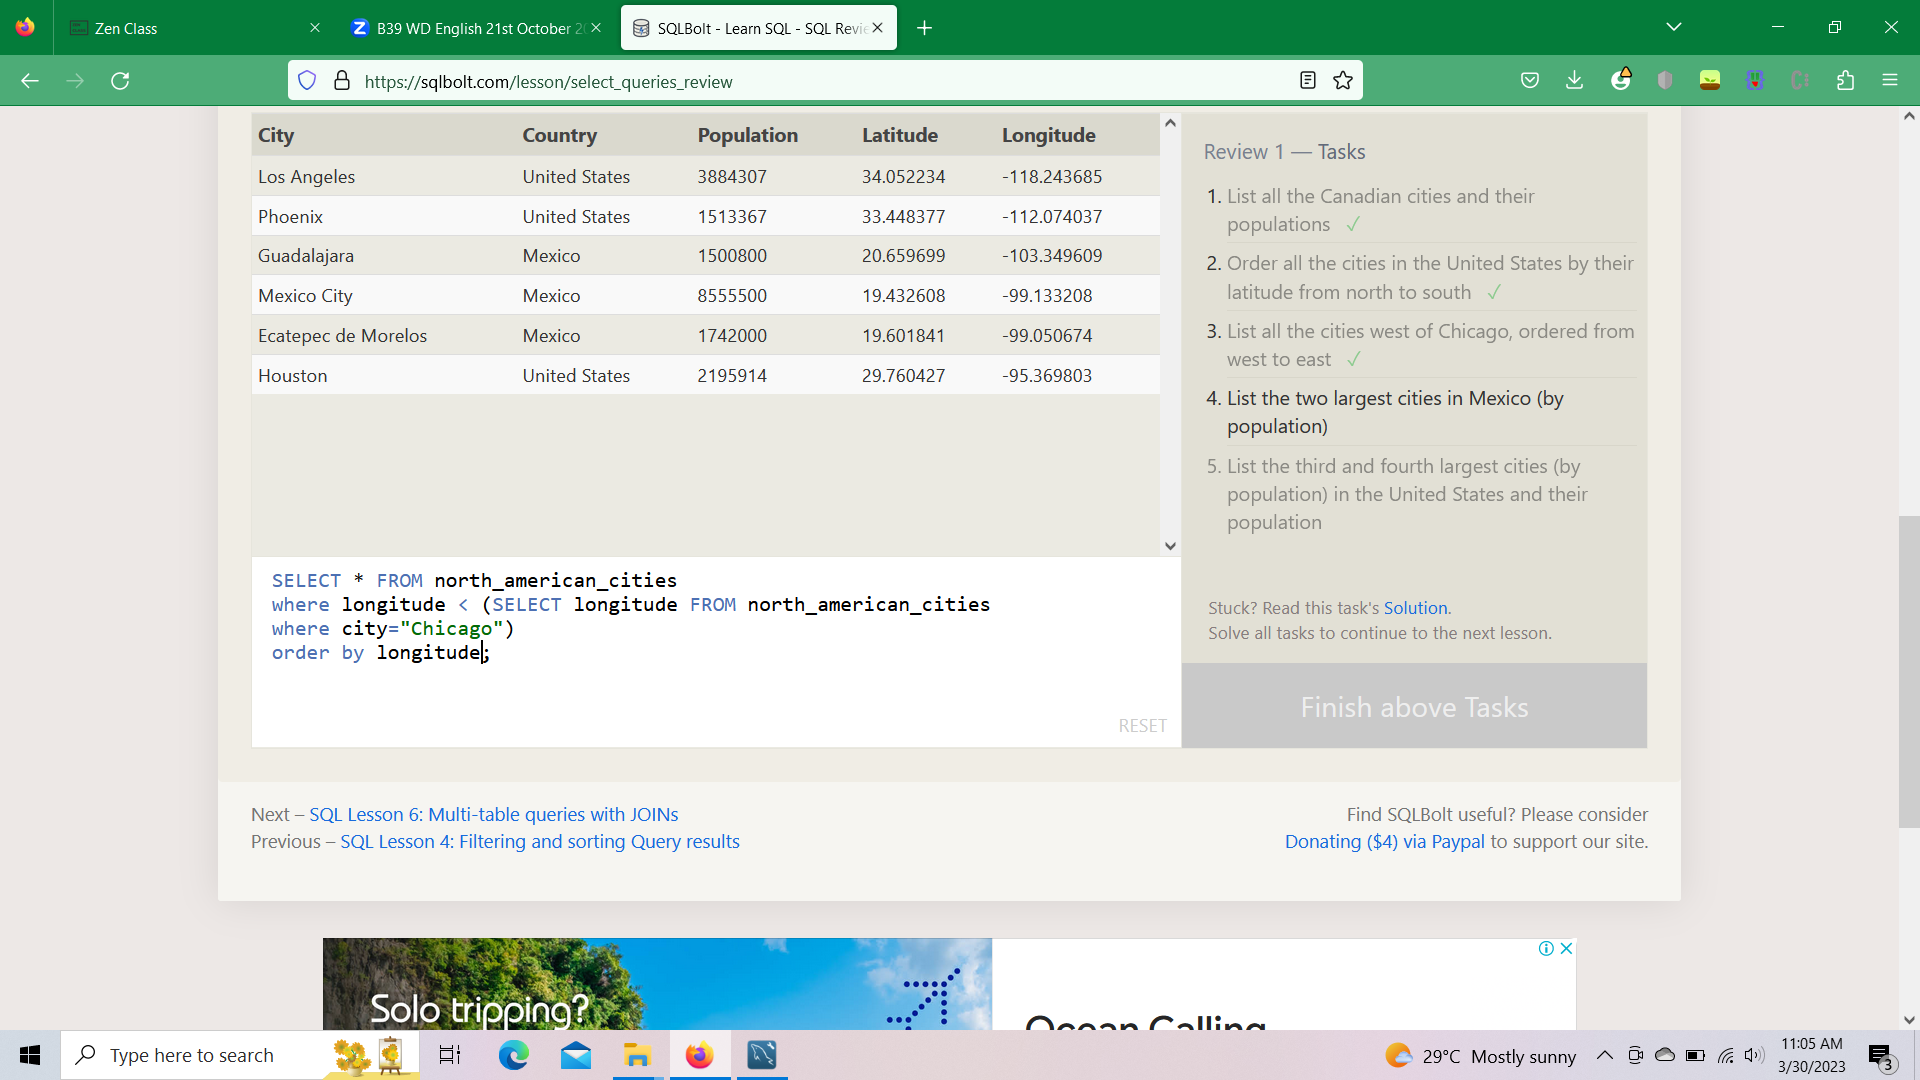 Zen Class
B39 WD English 21st October 2
SQLBolt - Learn SQL - SQL Revie
https://sqlbolt.com/lesson/select_queries_review
City Country Population Latitude Longitude
Los Angeles United States 3884307 34.052234 -118.243685
Phoenix United States 1513367 33.448377 -112.074037
Guadalajara Mexico 1500800 20.659699 -103.349609
Mexico City Mexico 8555500 19.432608 -99.133208
Ecatepec de Morelos Mexico 1742000 19.601841 -99.050674
Houston United States 2195914 29.760427 -95.369803
SELECT * FROM north_american_cities
where longitude < (SELECT longitude FROM north_american_cities
where city="Chicago")
order by longitude;
RESET
Review 1 — Tasks
1. List all the Canadian cities and their
populations ✓
2. Order all the cities in the United States by their
latitude from north to south ✓
3. List all the cities west of Chicago, ordered from
west to east ✓
4. List the two largest cities in Mexico (by
population)
5. List the third and fourth largest cities (by
population) in the United States and their
population
Stuck? Read this task's Solution.
Solve all tasks to continue to the next lesson.
Finish above Tasks
Next – SQL Lesson 6: Multi-table queries with JOINs
Previous – SQL Lesson 4: Filtering and sorting Query results
Find SQLBolt useful? Please consider
Donating ($4) via Paypal to support our site.
Solo tripping?
Ocean Calling
Type here to search
29°C Mostly sunny
11:05 AM
3/30/2023
3